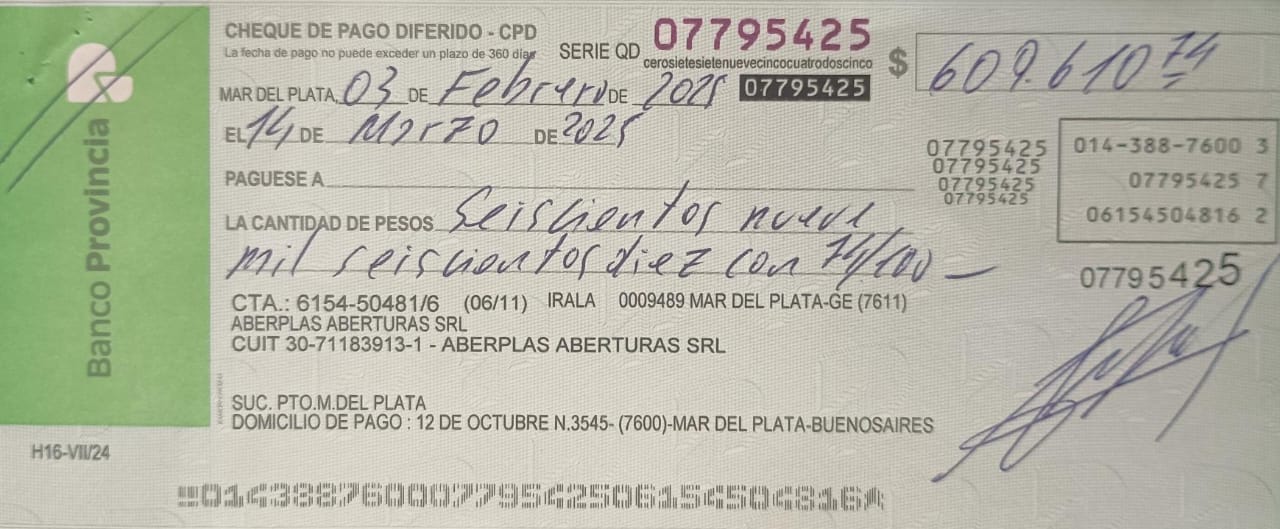 CHEQUE DE PAGO DIFERIDO - CPD
La fecha de pago no puede exceder un plazo de 360 días
SERIE QD 07795425
cerosietesietenuevecincocuatrodoscinco
07795425
$ 609.610 74
MAR DEL PLATA, 03 DE Febrero DE 2025
EL 14 DE Marzo DE 2025
PAGUESE A
LA CANTIDAD DE PESOS Seiscientos nueve
mil seiscientos diez con 74/100
07795425
07795425
07795425
07795425
014-388-7600 3
07795425 7
06154504816 2
07795425
CTA.: 6154-50481/6 (06/11) IRALA 0009489 MAR DEL PLATA-GE (7611)
ABERPLAS ABERTURAS SRL
CUIT 30-71183913-1 - ABERPLAS ABERTURAS SRL
SUC. PTO.M.DEL PLATA
DOMICILIO DE PAGO : 12 DE OCTUBRE N.3545- (7600)-MAR DEL PLATA-BUENOSAIRES
Banco Provincia
H16-VII/24
01438876000779542506154504816